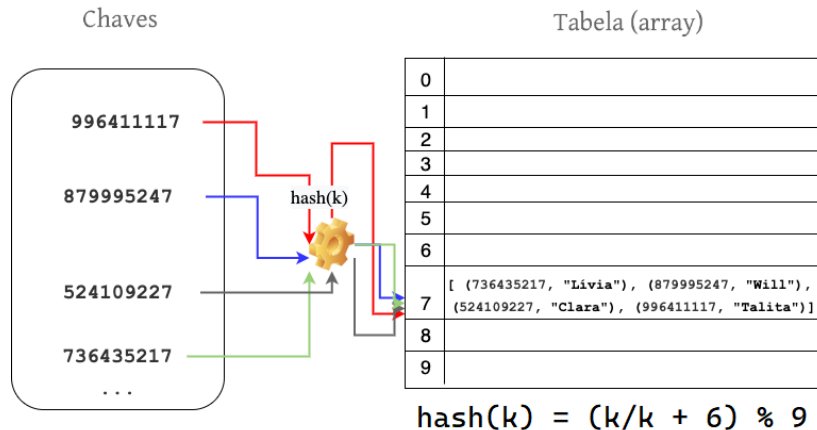 Chaves
Tabela (array)
996411117
879995247
524109227
736435217
...
hash(k)
0
1
2
3
4
5
6
7
[ (736435217, "Lívia"), (879995247, "Will"),
(524109227, "Clara"), (996411117, "Talita")]
8
9
hash(k) = (k/k + 6) % 9